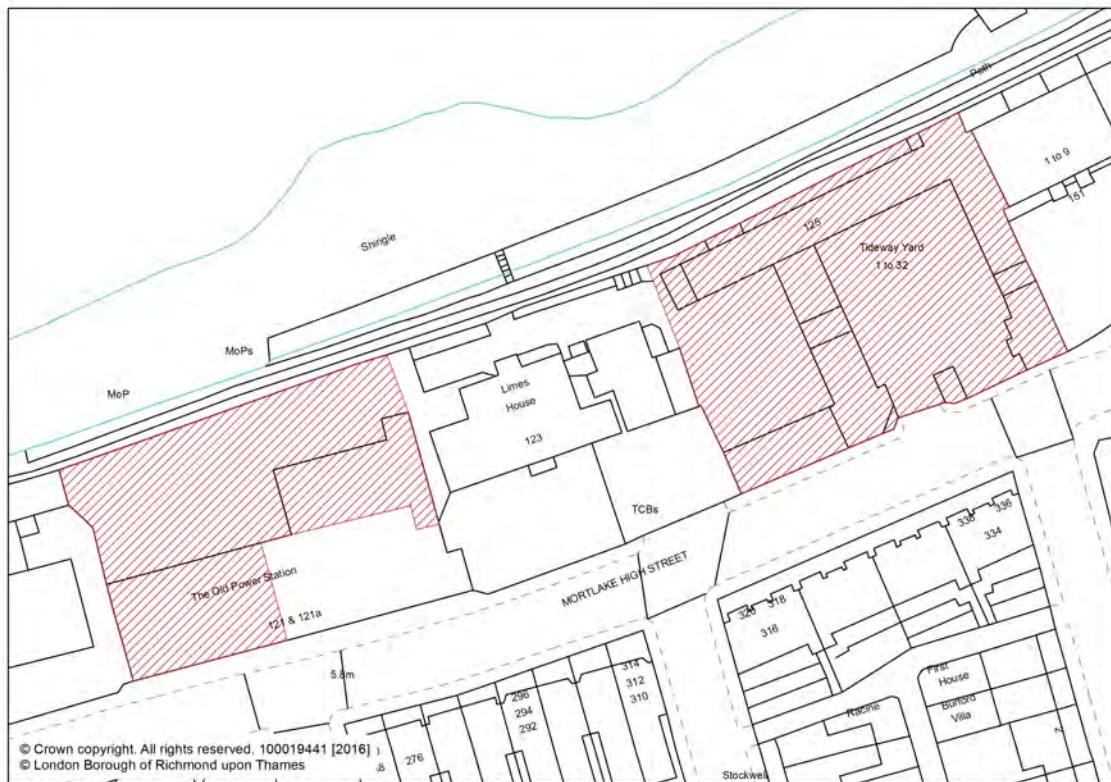 Path
1 to 9
151
125
Shingle
Tideway Yard
1 to 32
MoPs
MoP
Limes
House
123
TCBs
336
338
334
The Old Power Station
MORTLAKE HIGH STREET
121 & 121a
320
318
316
5.8m
314
312
310
First
House
Burford
Villa
296
294
292
Racine
276
Stockwell
© Crown copyright. All rights reserved. 100019441 [2016]
© London Borough of Richmond upon Thames